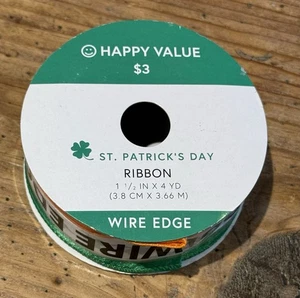 HAPPY VALUE
$3
ST. PATRICK'S DAY
RIBBON
1 1/2 IN X 4 YD
(3.8 CM X 3.66 M)
WIRE EDGE
WIRE